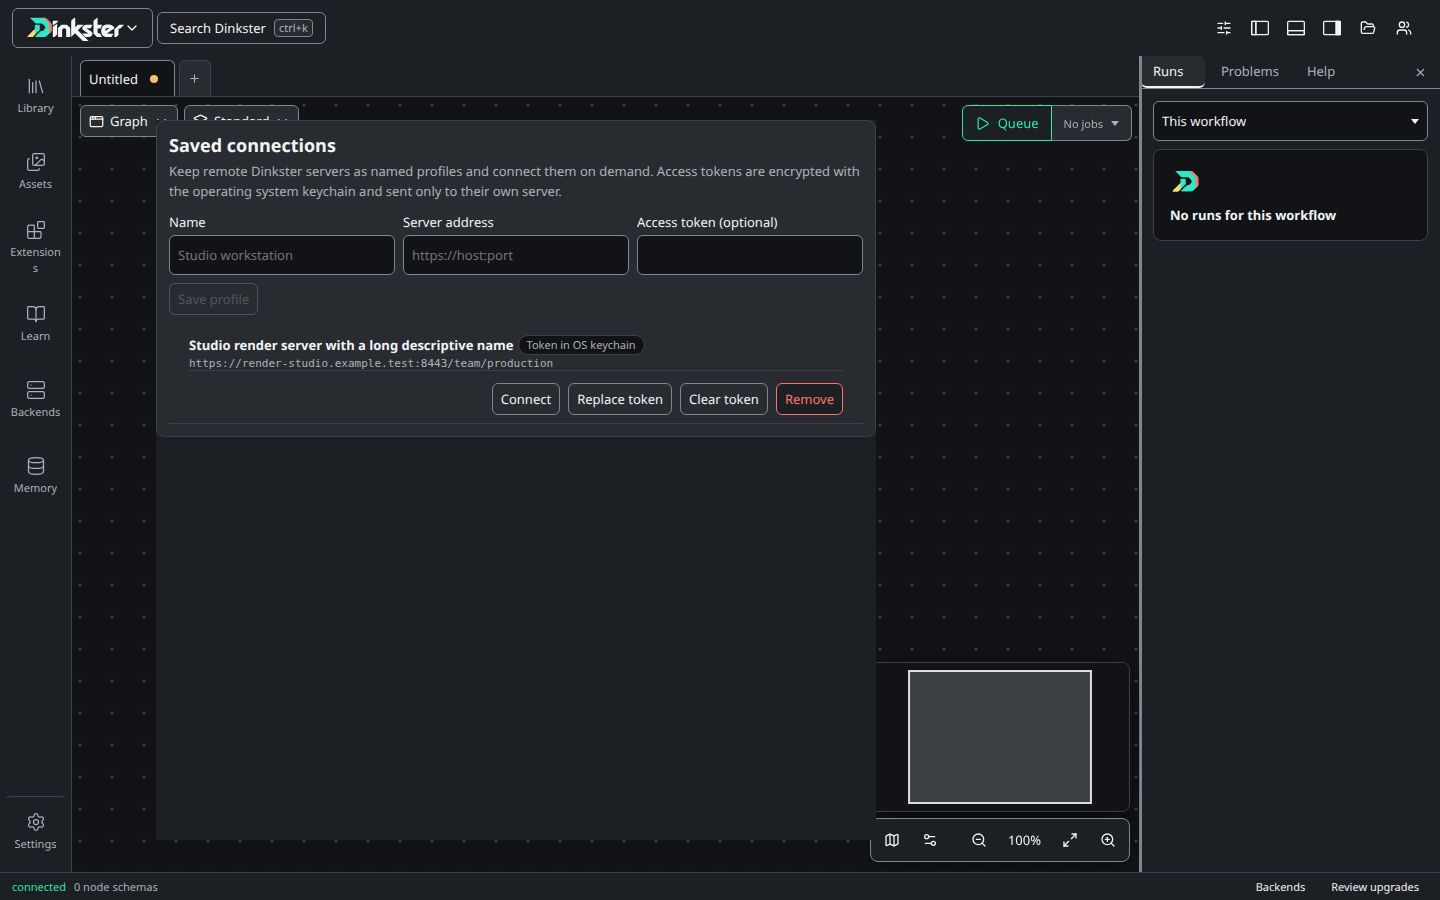 Dinkster
Search Dinkster ctrl+k
Library
Assets
Extensions
Learn
Backends
Memory
Settings
Untitled
Graph
Standard
Queue
No jobs
Saved connections
Keep remote Dinkster servers as named profiles and connect them on demand. Access tokens are encrypted with
the operating system keychain and sent only to their own server.
Name
Server address
Access token (optional)
Studio workstation
https://host:port
Save profile
Studio render server with a long descriptive name Token in OS keychain
https://render-studio.example.test:8443/team/production
Connect
Replace token
Clear token
Remove
100%
Runs
Problems
Help
This workflow
No runs for this workflow
connected 0 node schemas
Backends
Review upgrades